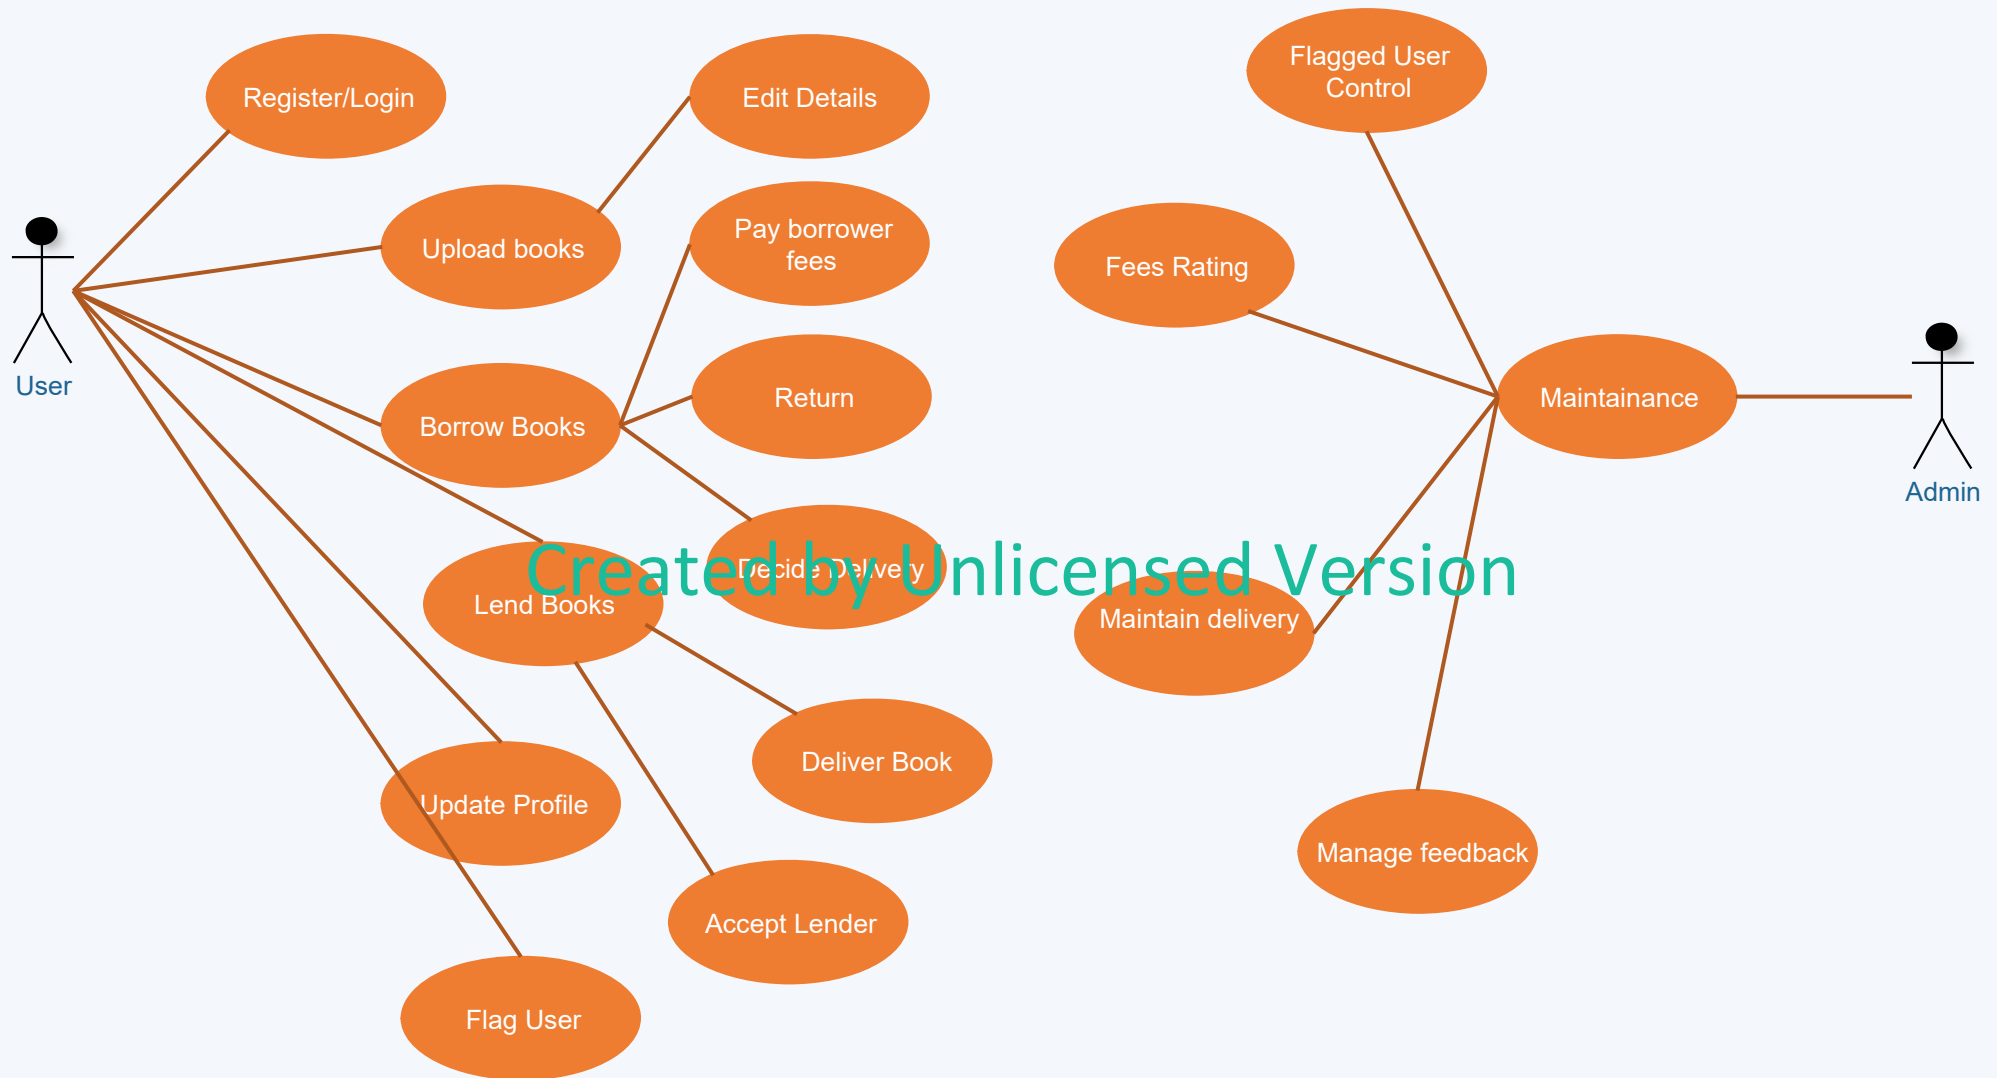 Register/Login
Edit Details
Flagged User
Control
Upload books
Pay borrower
fees
Fees Rating
User
Borrow Books
Return
Maintainance
Admin
Created by Unlicensed Version
Decide Delivery
Lend Books
Maintain delivery
Deliver Book
Update Profile
Manage feedback
Accept Lender
Flag User